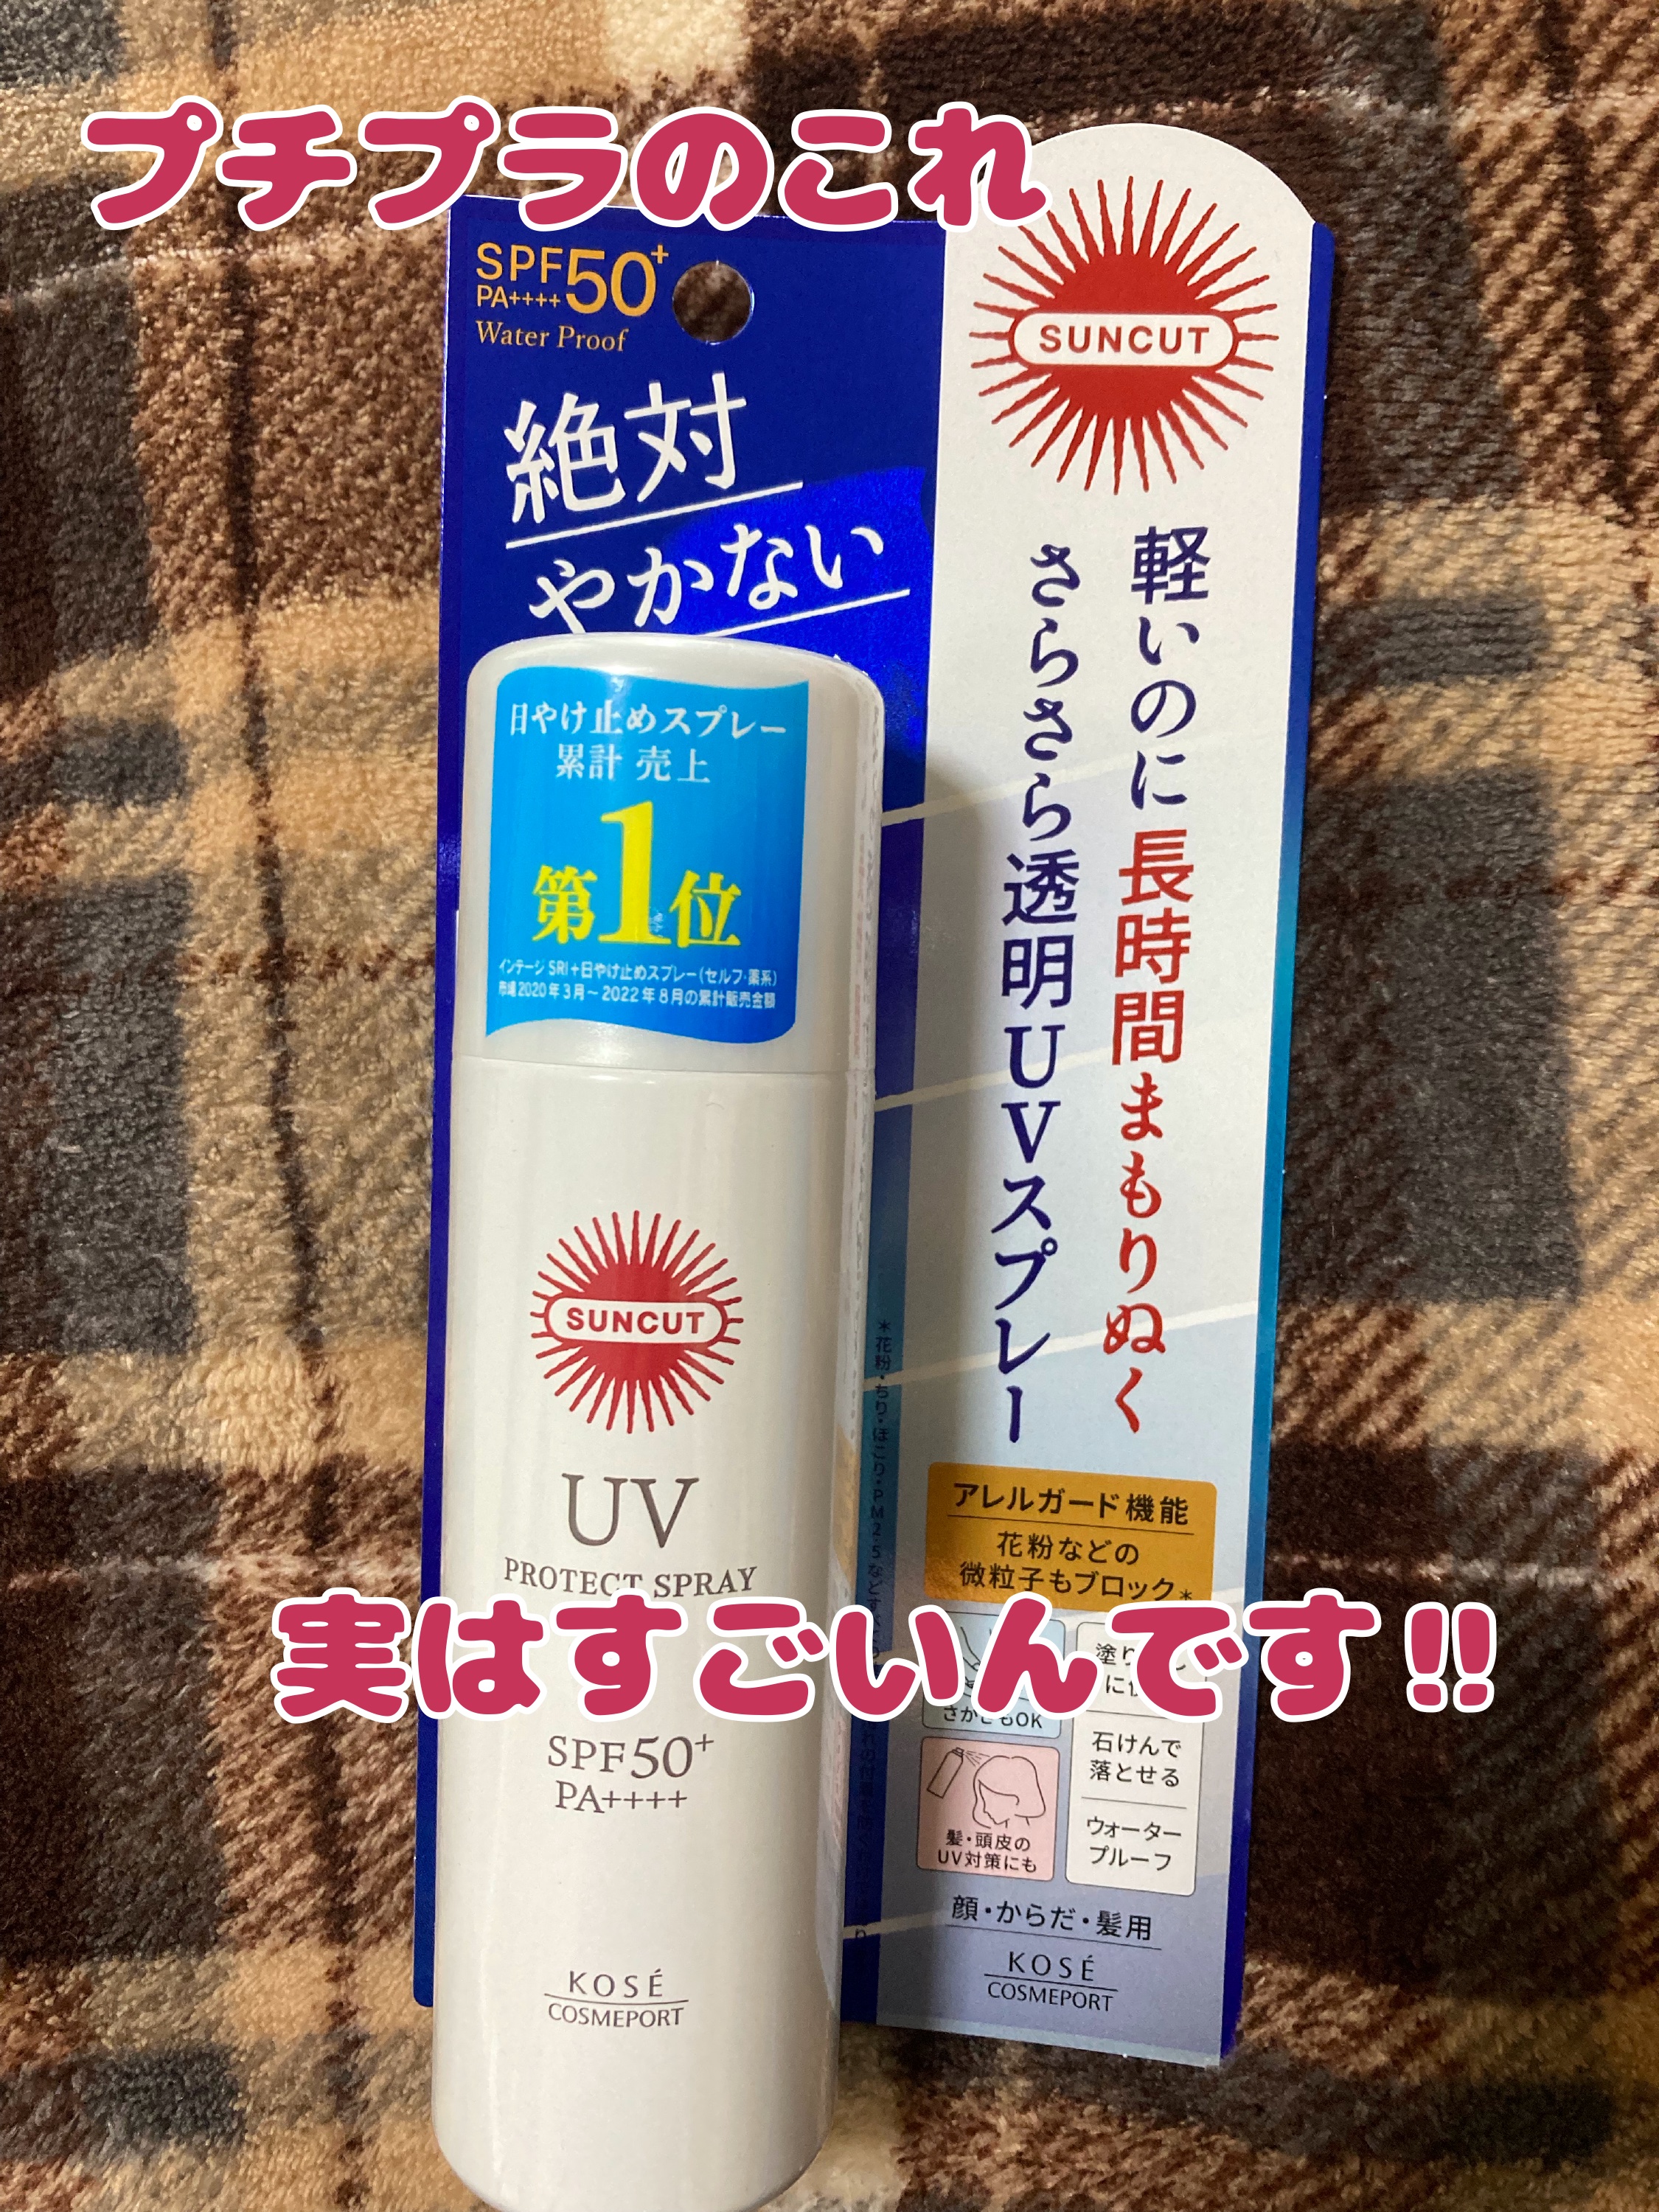 プチプラのこれ
SPF50+
PA++++
Water Proof
絶対
やかない
SUNCUT
軽いのに長時間まもりぬく
さらさら透明UVスプレー
日やけ止めスプレー
累計 売上
第1位
インテージSRI+日やけ止めスプレー(セルフ・薬系)
市場2020年3月~2022年8月の累計販売金額
SUNCUT
UV
PROTECT SPRAY
実はすごいんです!!
SPF50+
PA++++
KOSÉ
COSMEPORT
*花粉・ちり・ほこり・PM2.5など
アレルガード機能
花粉などの
微粒子もブロック*
さかさもOK
石けんで
落とせる
髪・頭皮の
UV対策にも
ウォーター
プルーフ
顔・からだ・髪用
KOSÉ
COSMEPORT